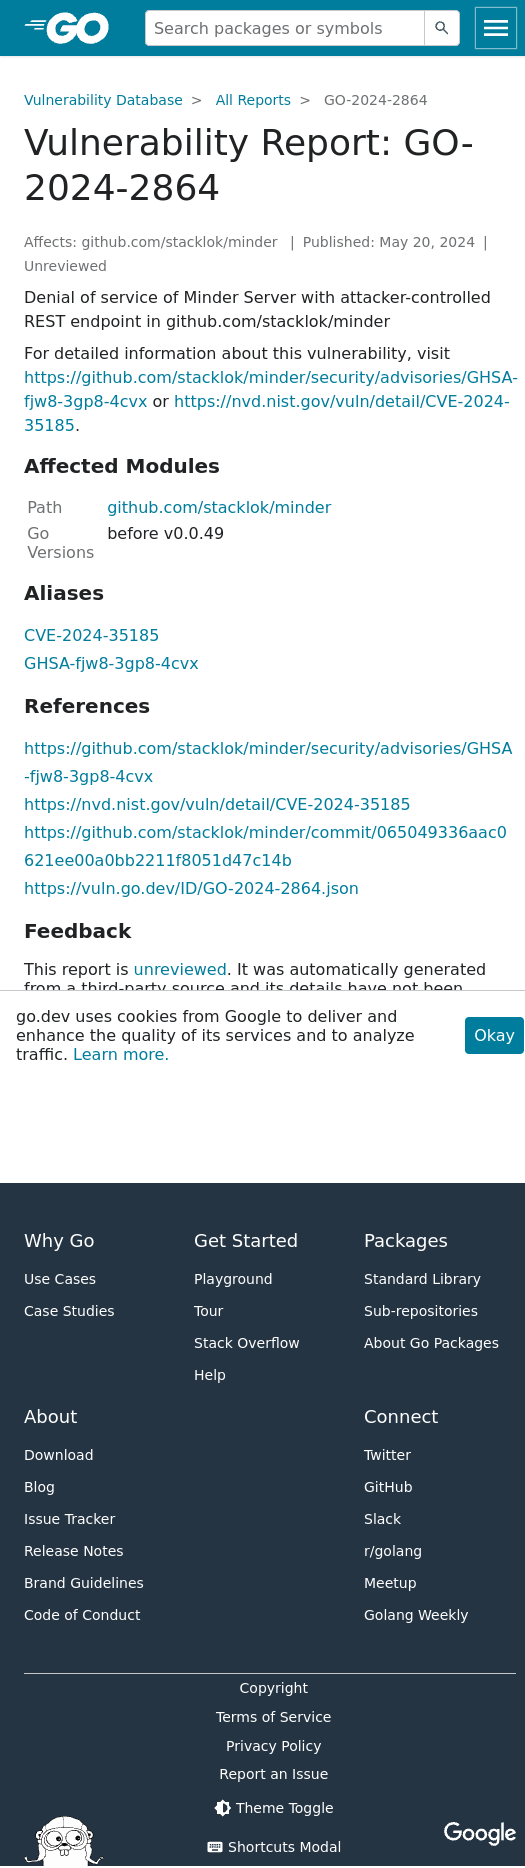 GO
Search packages or symbols
Vulnerability Database > All Reports > GO-2024-2864
Vulnerability Report: GO-
2024-2864
Affects: github.com/stacklok/minder | Published: May 20, 2024 |
Unreviewed
Denial of service of Minder Server with attacker-controlled
REST endpoint in github.com/stacklok/minder
For detailed information about this vulnerability, visit
https://github.com/stacklok/minder/security/advisories/GHSA-
fjw8-3gp8-4cvx or https://nvd.nist.gov/vuln/detail/CVE-2024-
35185.
Affected Modules
Path github.com/stacklok/minder
Go before v0.0.49
Versions
Aliases
CVE-2024-35185
GHSA-fjw8-3gp8-4cvx
References
https://github.com/stacklok/minder/security/advisories/GHSA
-fjw8-3gp8-4cvx
https://nvd.nist.gov/vuln/detail/CVE-2024-35185
https://github.com/stacklok/minder/commit/065049336aac0
621ee00a0bb2211f8051d47c14b
https://vuln.go.dev/ID/GO-2024-2864.json
Feedback
This report is unreviewed. It was automatically generated
from a third-party source and its details have not been
go.dev uses cookies from Google to deliver and
enhance the quality of its services and to analyze
traffic. Learn more.
Okay
Why Go
Use Cases
Case Studies
Get Started
Playground
Tour
Stack Overflow
Help
Packages
Standard Library
Sub-repositories
About Go Packages
About
Download
Blog
Issue Tracker
Release Notes
Brand Guidelines
Code of Conduct
Connect
Twitter
GitHub
Slack
r/golang
Meetup
Golang Weekly
Copyright
Terms of Service
Privacy Policy
Report an Issue
Theme Toggle
Shortcuts Modal
Google